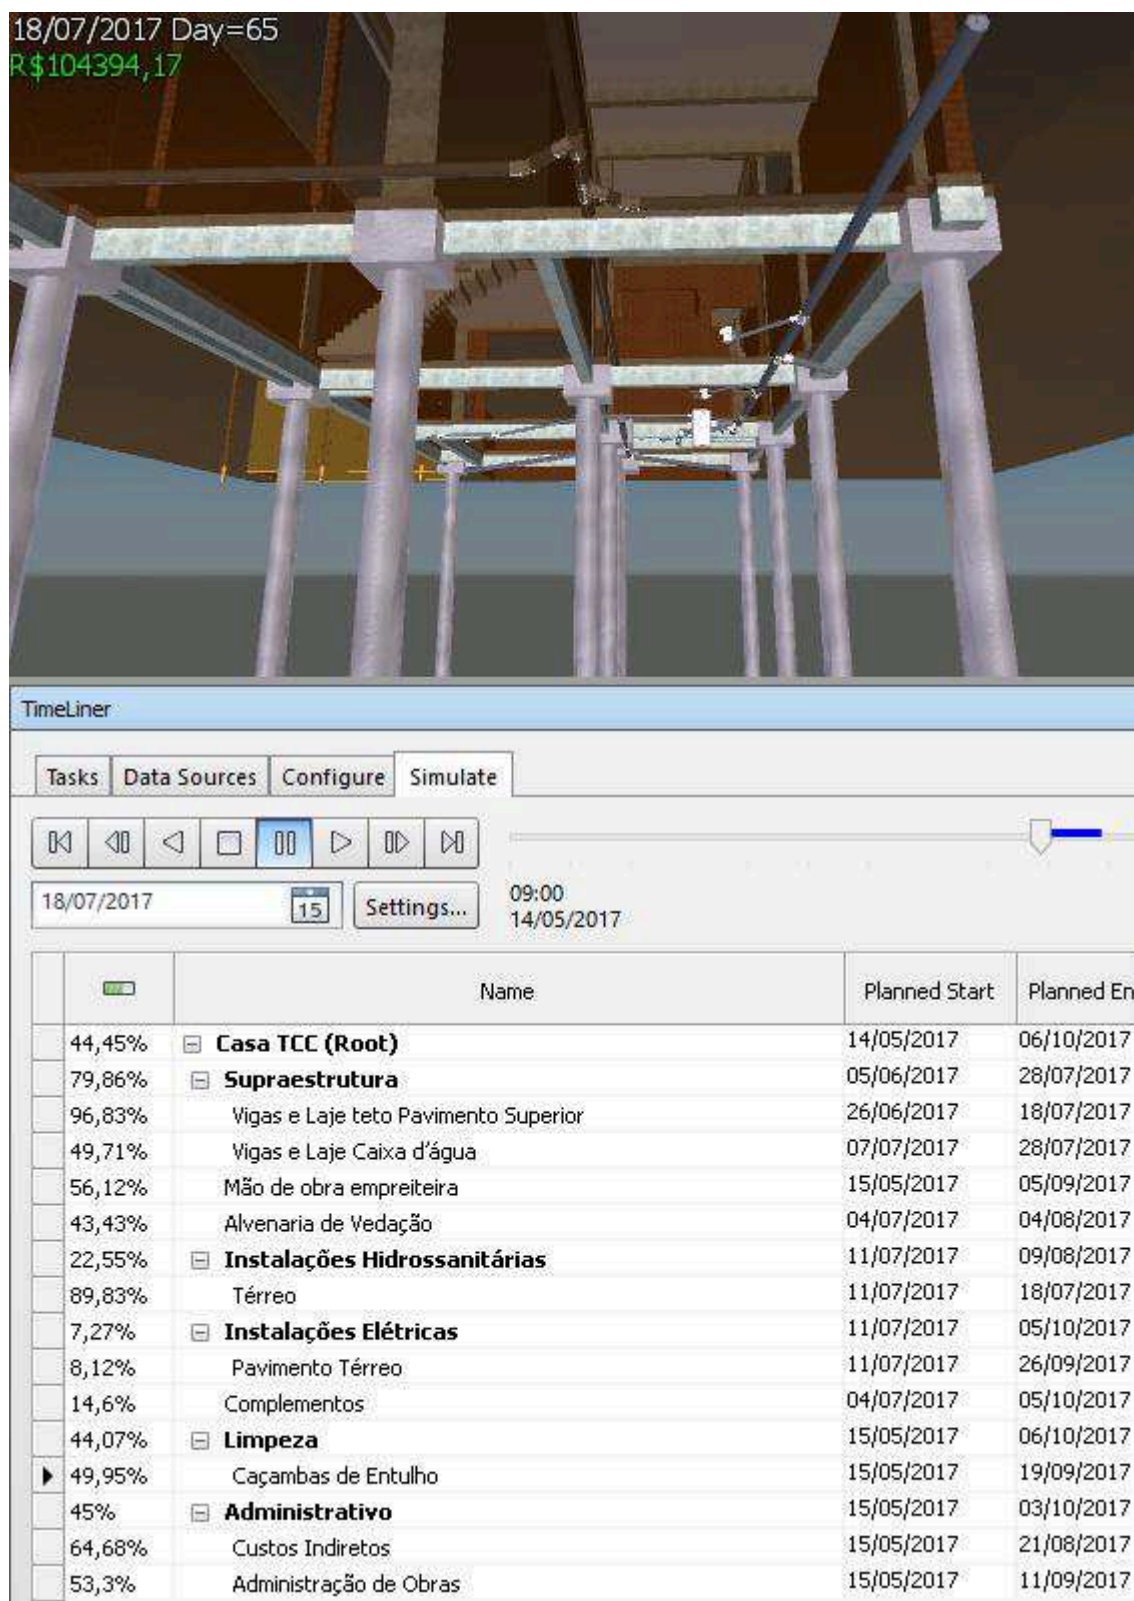 18/07/2017 Day=65
R$104394,17
TimeLiner
Tasks Data Sources Configure Simulate
18/07/2017 15 Settings... 09:00
14/05/2017
Name Planned Start Planned En
44,45% Casa TCC (Root) 14/05/2017 06/10/2017
79,86% Supraestrutura 05/06/2017 28/07/2017
96,83% Vigas e Laje teto Pavimento Superior 26/06/2017 18/07/2017
49,71% Vigas e Laje Caixa d'água 07/07/2017 28/07/2017
56,12% Mão de obra empreiteira 15/05/2017 05/09/2017
43,43% Alvenaria de Vedação 04/07/2017 04/08/2017
22,55% Instalações Hidrossanitárias 11/07/2017 09/08/2017
89,83% Térreo 11/07/2017 18/07/2017
7,27% Instalações Elétricas 11/07/2017 05/10/2017
8,12% Pavimento Térreo 11/07/2017 26/09/2017
14,6% Complementos 04/07/2017 05/10/2017
44,07% Limpeza 15/05/2017 06/10/2017
49,95% Caçambas de Entulho 15/05/2017 19/09/2017
45% Administrativo 15/05/2017 03/10/2017
64,68% Custos Indiretos 15/05/2017 21/08/2017
53,3% Administração de Obras 15/05/2017 11/09/2017